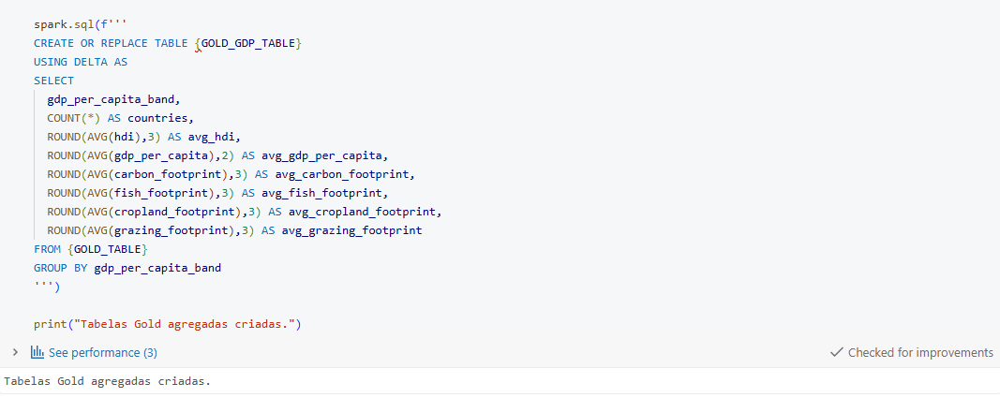 spark.sql(f'''
CREATE OR REPLACE TABLE {GOLD_GDP_TABLE}
USING DELTA AS
SELECT
  gdp_per_capita_band,
  COUNT(*) AS countries,
  ROUND(AVG(hdi),3) AS avg_hdi,
  ROUND(AVG(gdp_per_capita),2) AS avg_gdp_per_capita,
  ROUND(AVG(carbon_footprint),3) AS avg_carbon_footprint,
  ROUND(AVG(fish_footprint),3) AS avg_fish_footprint,
  ROUND(AVG(cropland_footprint),3) AS avg_cropland_footprint,
  ROUND(AVG(grazing_footprint),3) AS avg_grazing_footprint
FROM {GOLD_TABLE}
GROUP BY gdp_per_capita_band
''')
print("Tabelas Gold agregadas criadas.")
See performance (3) Checked for improvements
Tabelas Gold agregadas criadas.